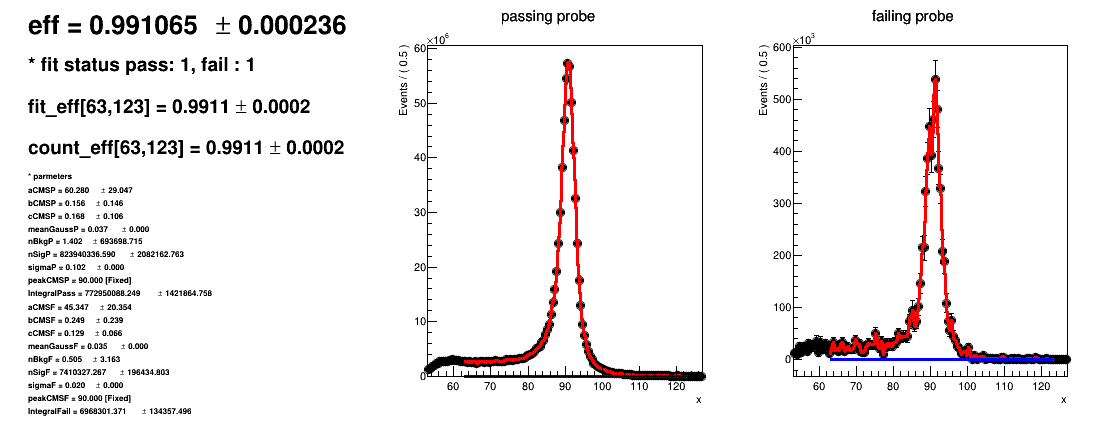 eff = 0.991065 ± 0.000236
* fit status pass: 1, fail : 1
fit_eff[63,123] = 0.9911 ± 0.0002
count_eff[63,123] = 0.9911 ± 0.0002
* parmeters
aCMSP = 60.280 ± 29.047
bCMSP = 0.156 ± 0.146
cCMSP = 0.168 ± 0.106
meanGaussP = 0.037 ± 0.000
nBkgP = 1.402 ± 693698.715
nSigP = 823940336.590 ± 2082162.763
sigmaP = 0.102 ± 0.000
peakCMSP = 90.000 [Fixed]
IntegralPass = 772950088.249 ± 1421864.758
aCMSF = 45.347 ± 20.354
bCMSF = 0.249 ± 0.239
cCMSF = 0.129 ± 0.066
meanGaussF = 0.035 ± 0.000
nBkgF = 0.505 ± 3.163
nSigF = 7410327.267 ± 196434.803
sigmaF = 0.020 ± 0.000
peakCMSF = 90.000 [Fixed]
IntegralFail = 6968301.371 ± 134357.496
passing probe
×10⁶
Events / ( 0.5 )
60
50
40
30
20
10
0
60 70 80 90 100 110 120
x
failing probe
×10³
Events / ( 0.5 )
600
500
400
300
200
100
0
60 70 80 90 100 110 120
x